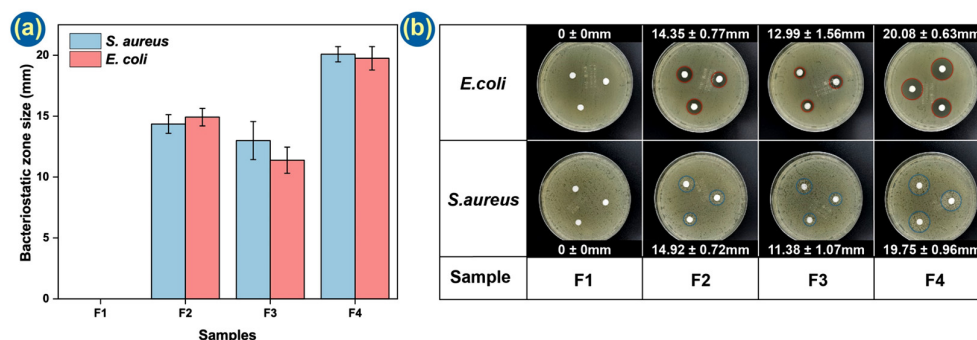 (a)
S. aureus
E. coli
Bacteriostatic zone size (mm)
20
15
10
5
0
F1 F2 F3 F4
Samples
(b)
0 ± 0mm 14.35 ± 0.77mm 12.99 ± 1.56mm 20.08 ± 0.63mm
E.coli
S.aureus
0 ± 0mm 14.92 ± 0.72mm 11.38 ± 1.07mm 19.75 ± 0.96mm
Sample F1 F2 F3 F4